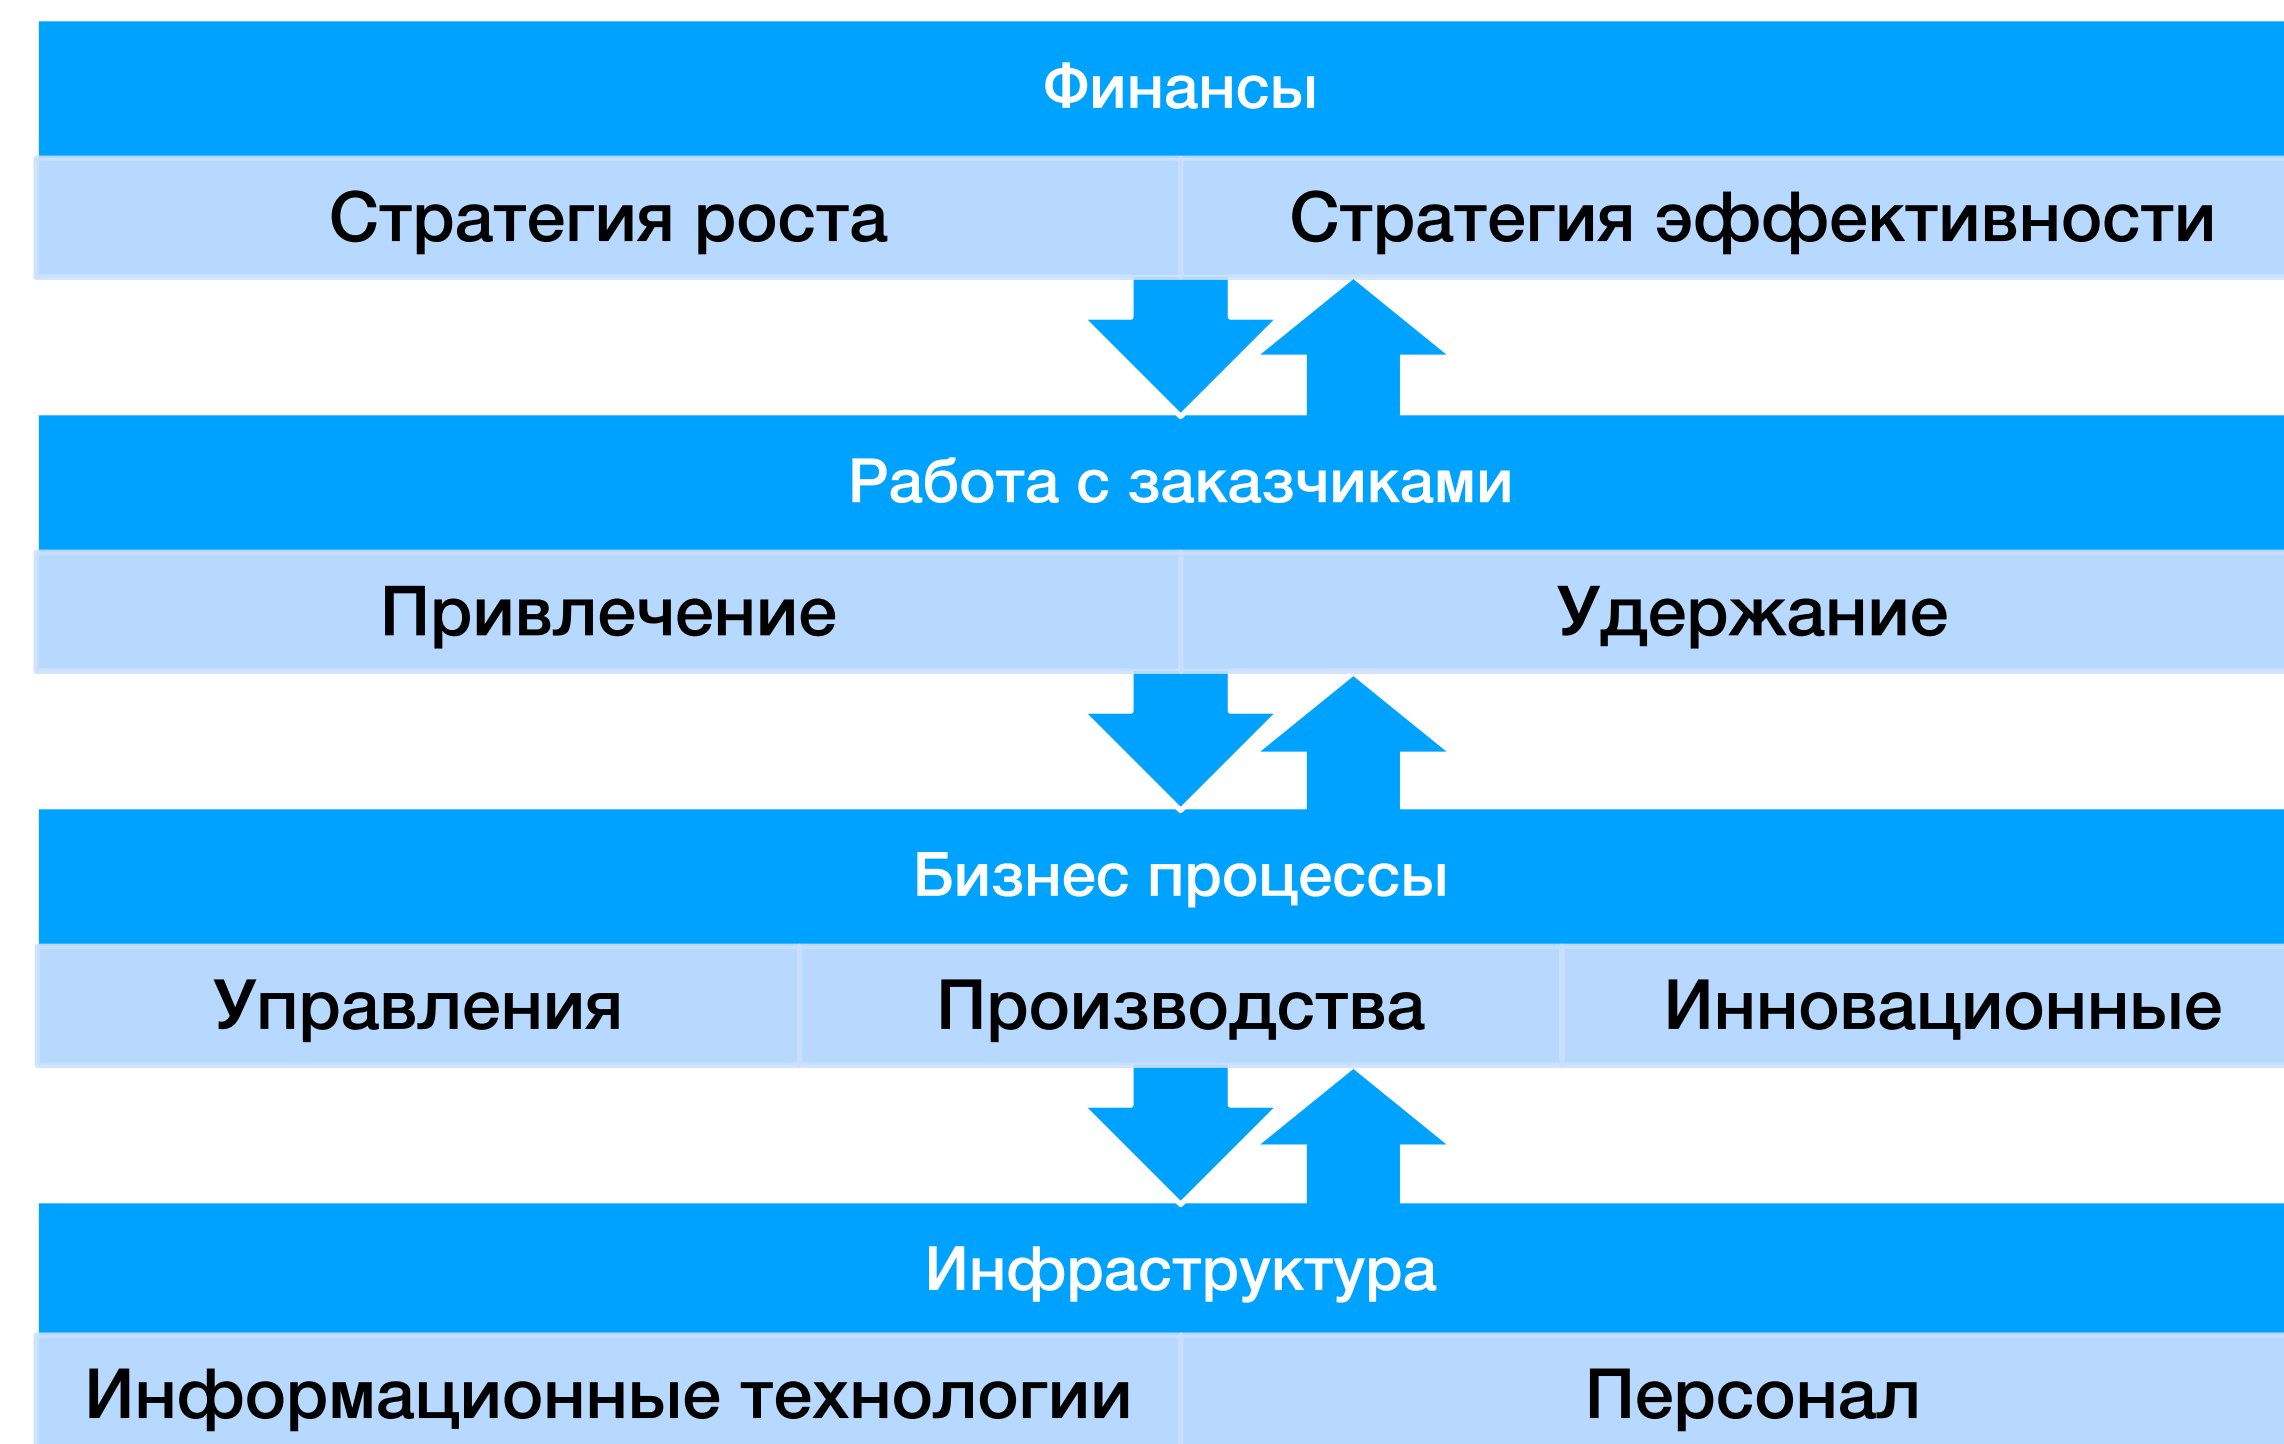 Финансы
Стратегия роста
Стратегия эффективности
Работа с заказчиками
Привлечение
Удержание
Бизнес процессы
Управления
Производства
Инновационные
Инфраструктура
Информационные технологии
Персонал